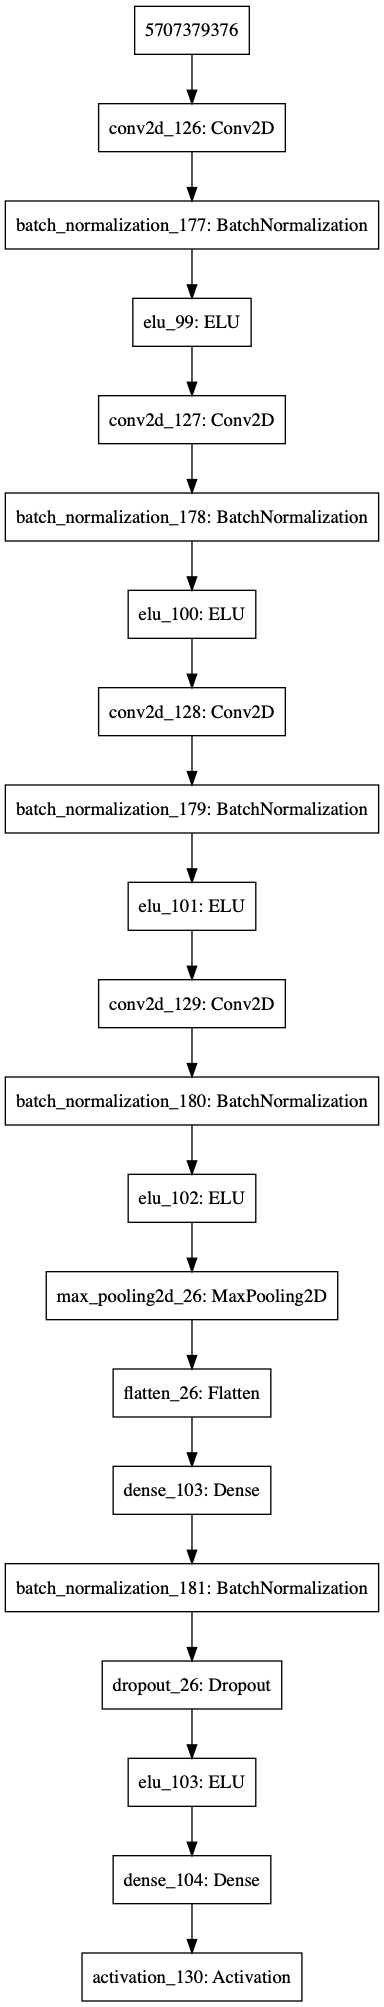 5707379376
conv2d_126: Conv2D
batch_normalization_177: BatchNormalization
elu_99: ELU
conv2d_127: Conv2D
batch_normalization_178: BatchNormalization
elu_100: ELU
conv2d_128: Conv2D
batch_normalization_179: BatchNormalization
elu_101: ELU
conv2d_129: Conv2D
batch_normalization_180: BatchNormalization
elu_102: ELU
max_pooling2d_26: MaxPooling2D
flatten_26: Flatten
dense_103: Dense
batch_normalization_181: BatchNormalization
dropout_26: Dropout
elu_103: ELU
dense_104: Dense
activation_130: Activation